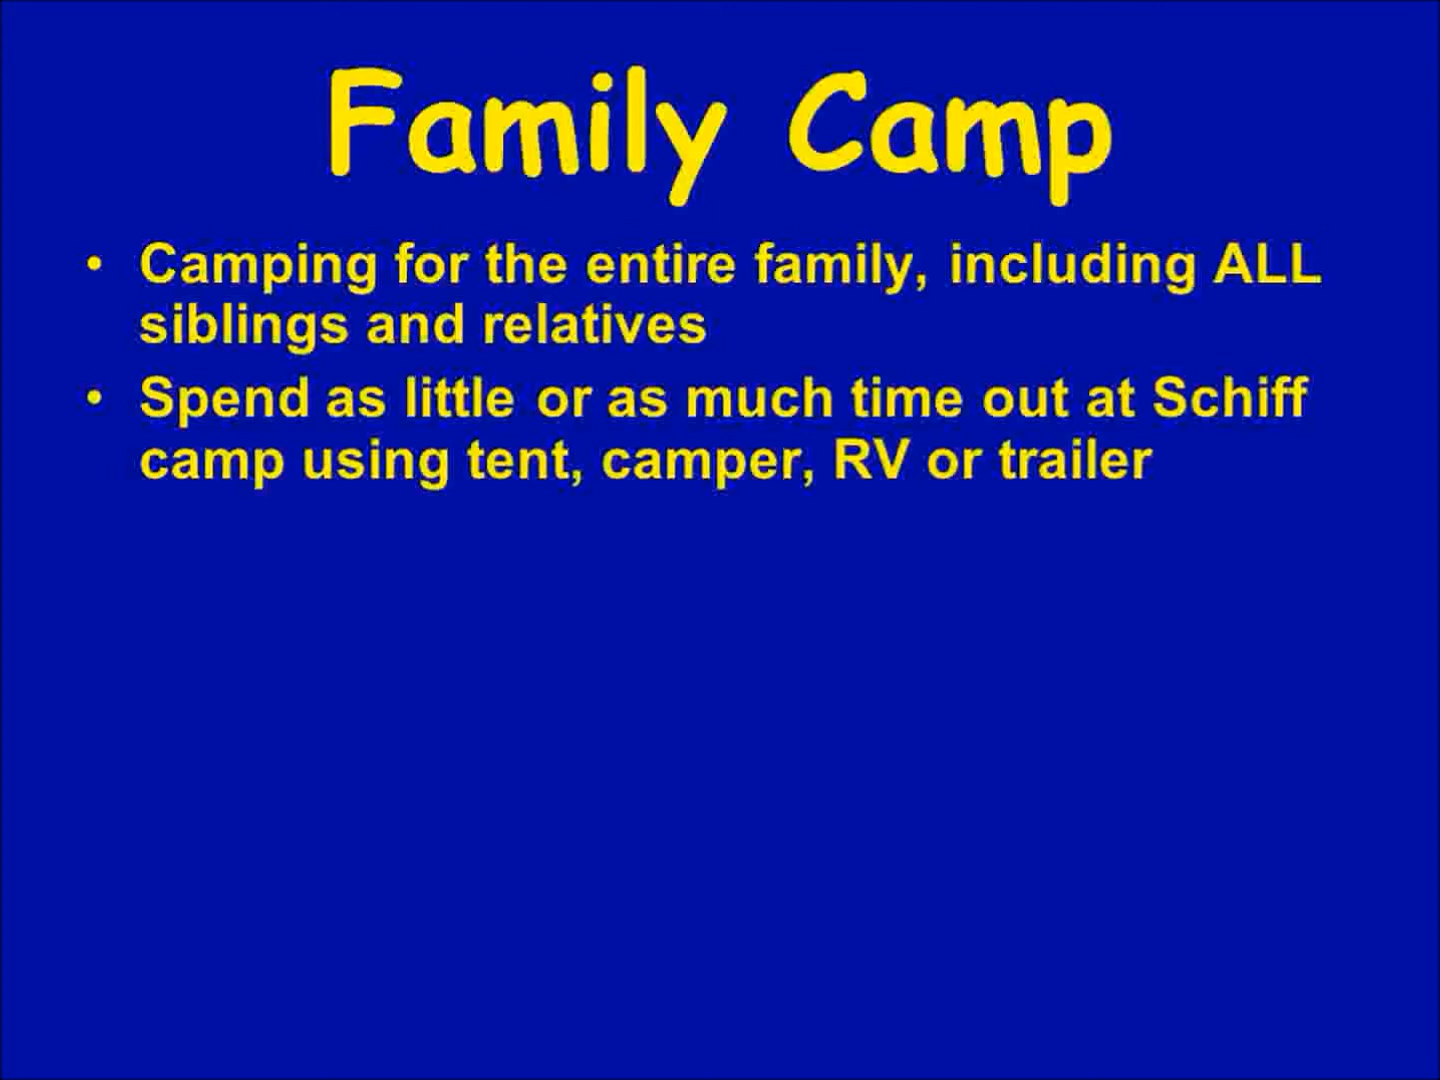 Family Camp
• Camping for the entire family, including ALL
siblings and relatives
• Spend as little or as much time out at Schiff
camp using tent, camper, RV or trailer